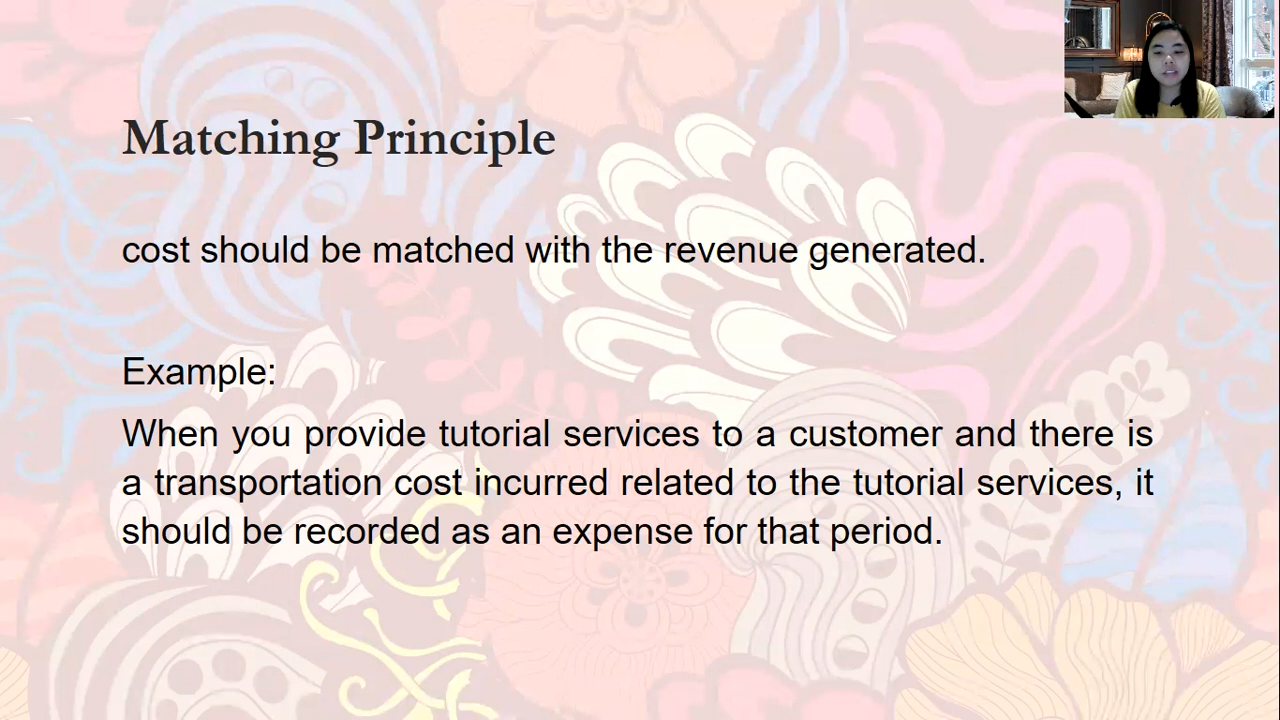 Matching Principle
cost should be matched with the revenue generated.
Example:
When you provide tutorial services to a customer and there is
a transportation cost incurred related to the tutorial services, it
should be recorded as an expense for that period.